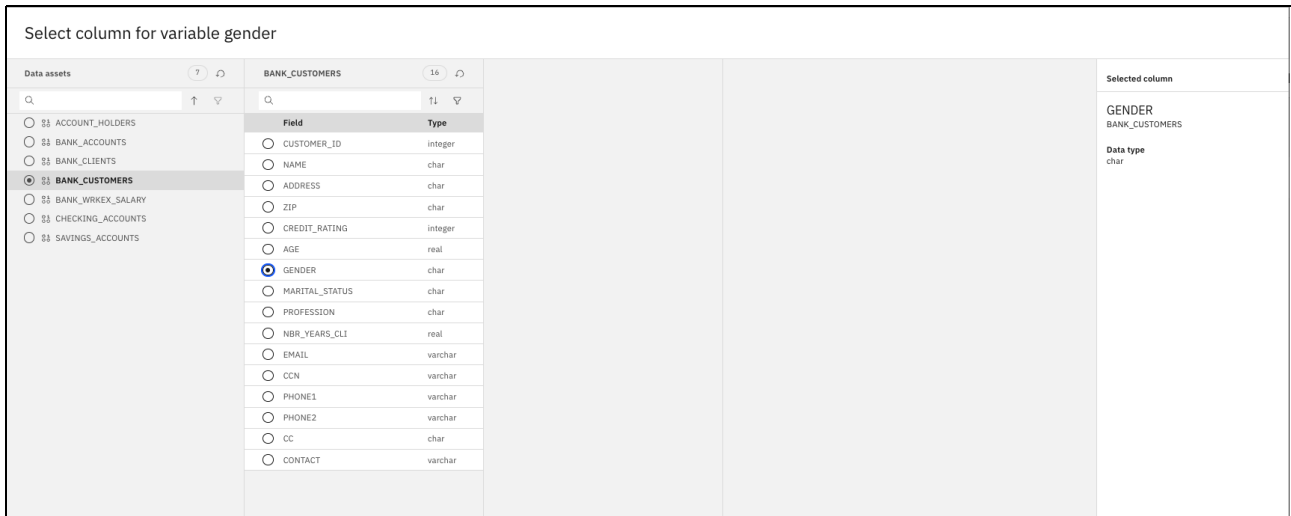 Select column for variable gender
Data assets
7
ACCOUNT_HOLDERS
BANK_ACCOUNTS
BANK_CLIENTS
BANK_CUSTOMERS
BANK_WRKEX_SALARY
CHECKING_ACCOUNTS
SAVINGS_ACCOUNTS
BANK_CUSTOMERS
16
Field Type
CUSTOMER_ID integer
NAME char
ADDRESS char
ZIP char
CREDIT_RATING integer
AGE real
GENDER char
MARITAL_STATUS char
PROFESSION char
NBR_YEARS_CLI real
EMAIL varchar
CCN varchar
PHONE1 varchar
PHONE2 varchar
CC char
CONTACT varchar
Selected column
GENDER
BANK_CUSTOMERS
Data type
char